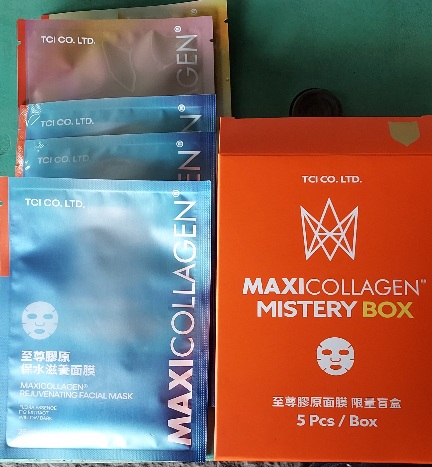 TCI CO. LTD.
COLLAGEN®
TCI CO. LTD.
TCI CO. LTD.
TCI CO. LTD.
MAXICOLLAGEN®
至尊膠原
保水滋養面膜
MAXICOLLAGEN®
REJUVENATING FACIAL MASK
TCI CO. LTD.
MAXICOLLAGEN™
MISTERY BOX
至尊膠原面膜 限量盲盒
5 Pcs / Box